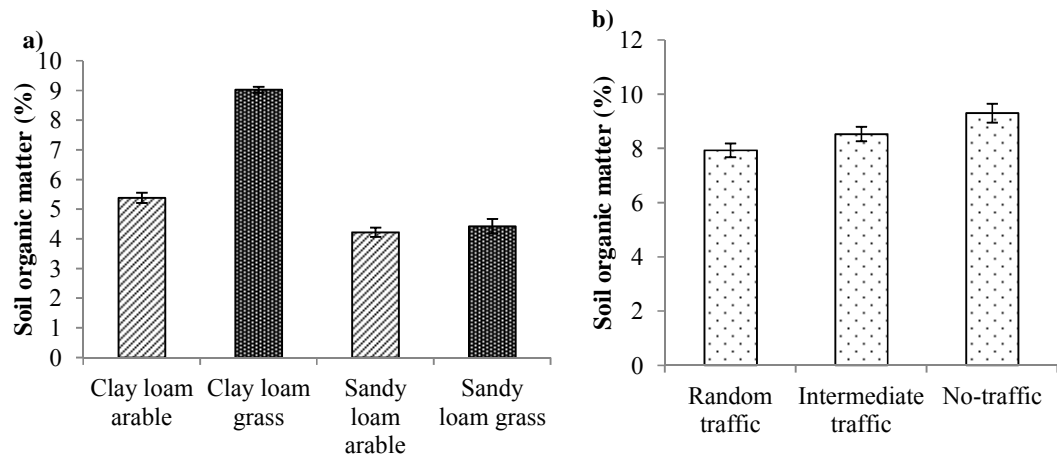 a)
Soil organic matter (%)
10
9
8
7
6
5
4
3
2
1
0
Clay loam
arable
Clay loam
grass
Sandy
loam
arable
Sandy
loam grass
b)
Soil organic matter (%)
12
10
8
6
4
2
0
Random
traffic
Intermediate
traffic
No-traffic